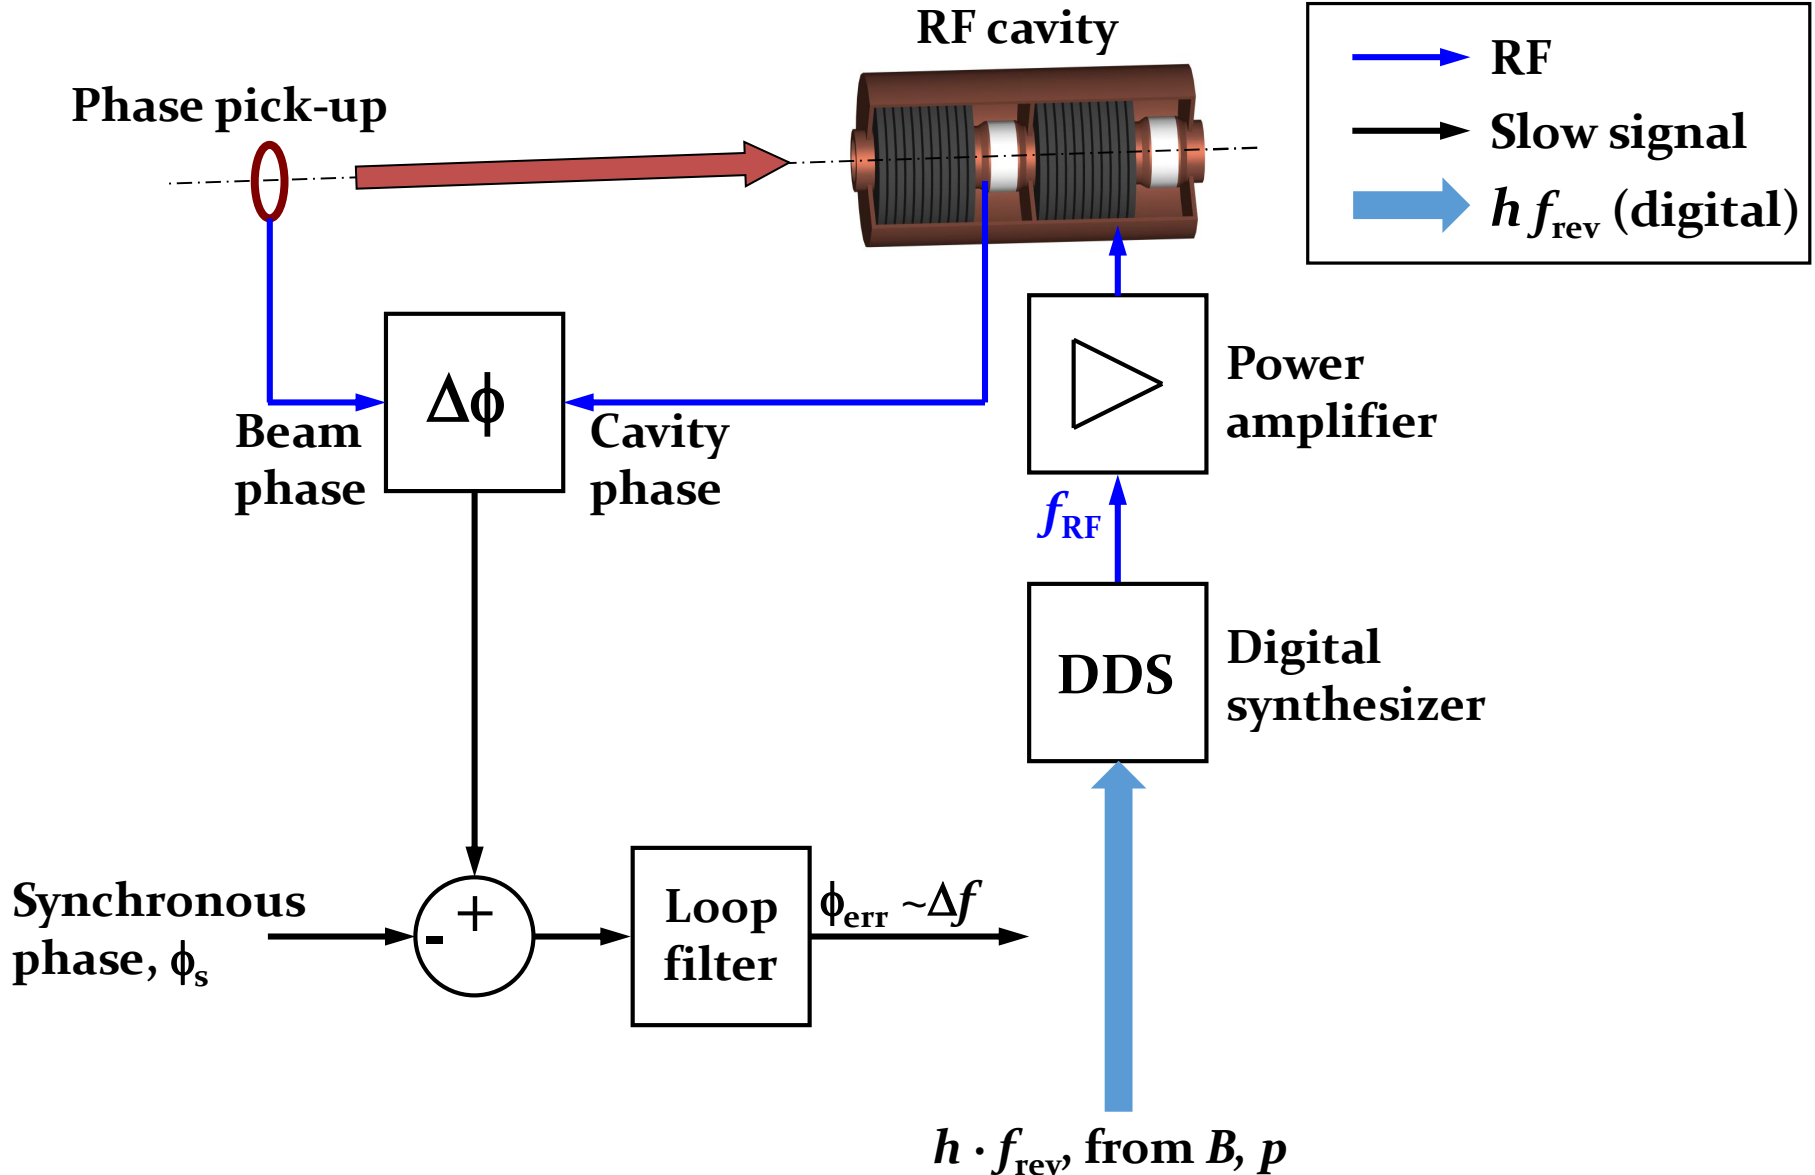 RF cavity
RF
Phase pick-up
Slow signal
h f_rev (digital)
Δϕ
Power
amplifier
Beam
phase
Cavity
phase
f_RF
DDS
Digital
synthesizer
Synchronous
phase, ϕ_s
+
-
Loop
filter
ϕ_err ~Δf
h · f_rev, from B, p